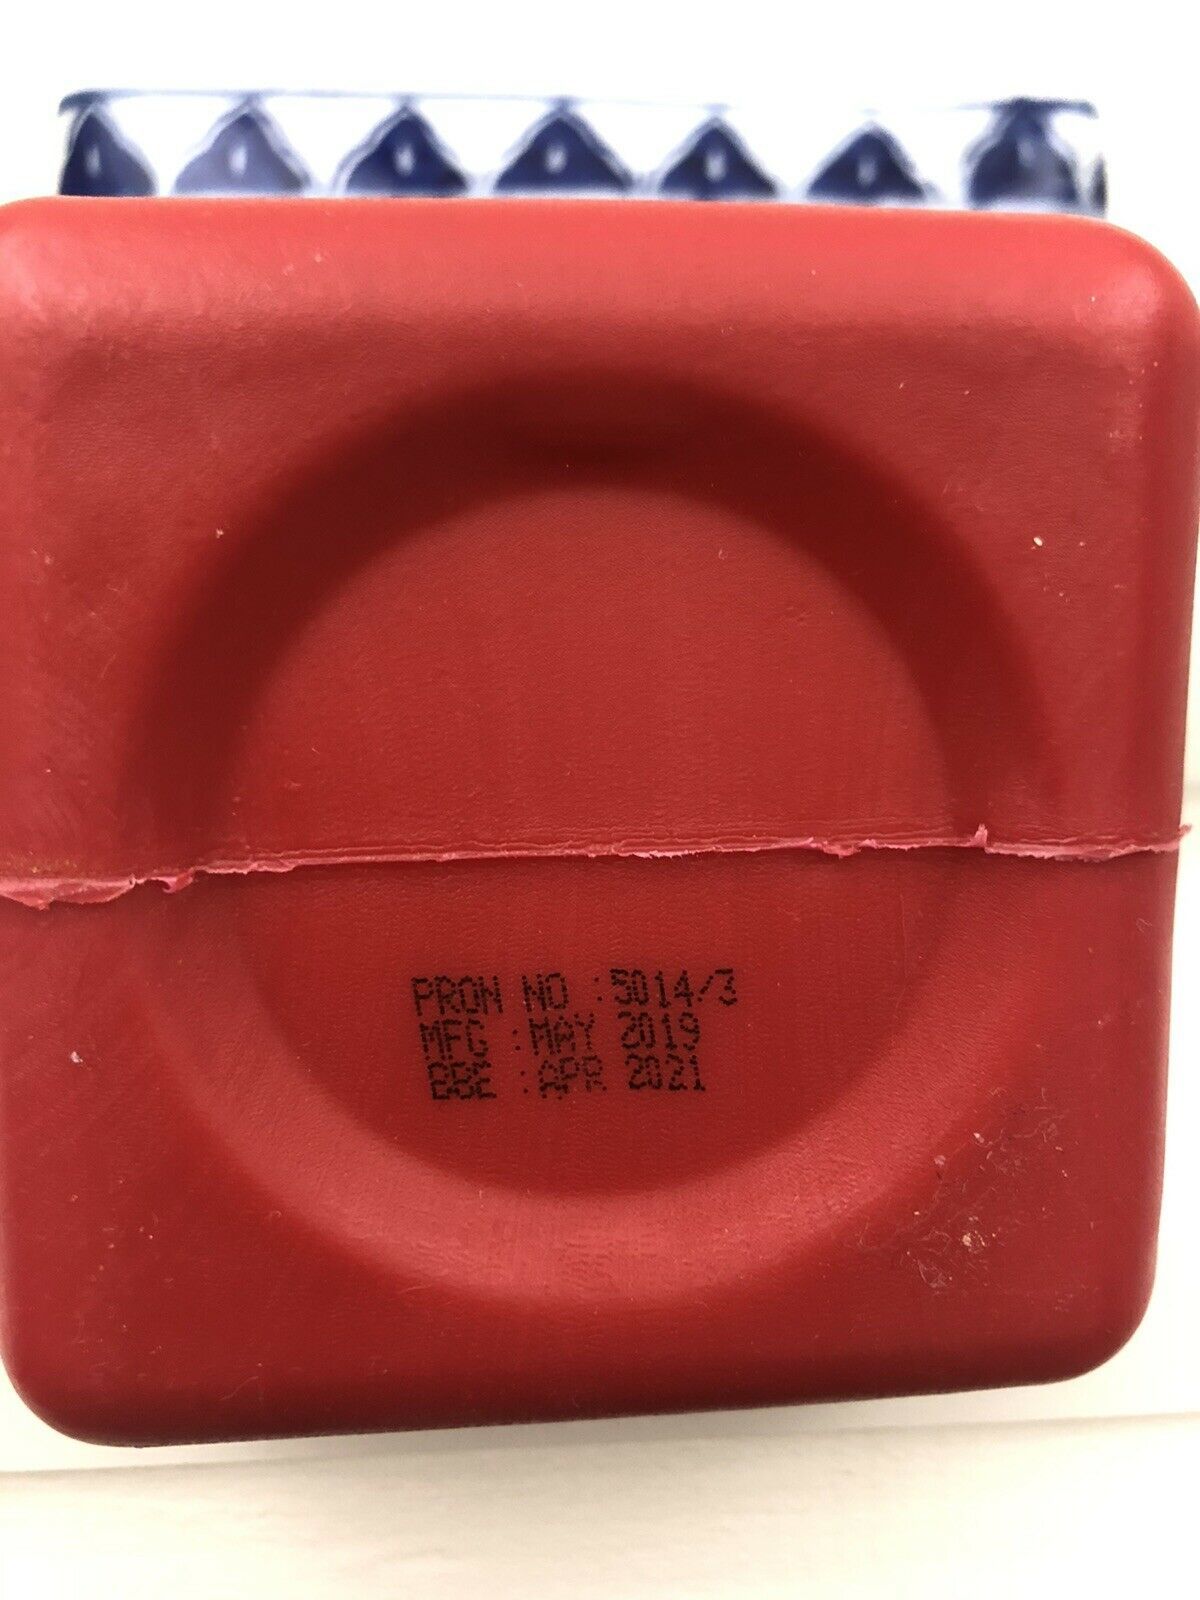 PRON NO :5014/3
MFG :MAY 2019
BBE :APR 2021